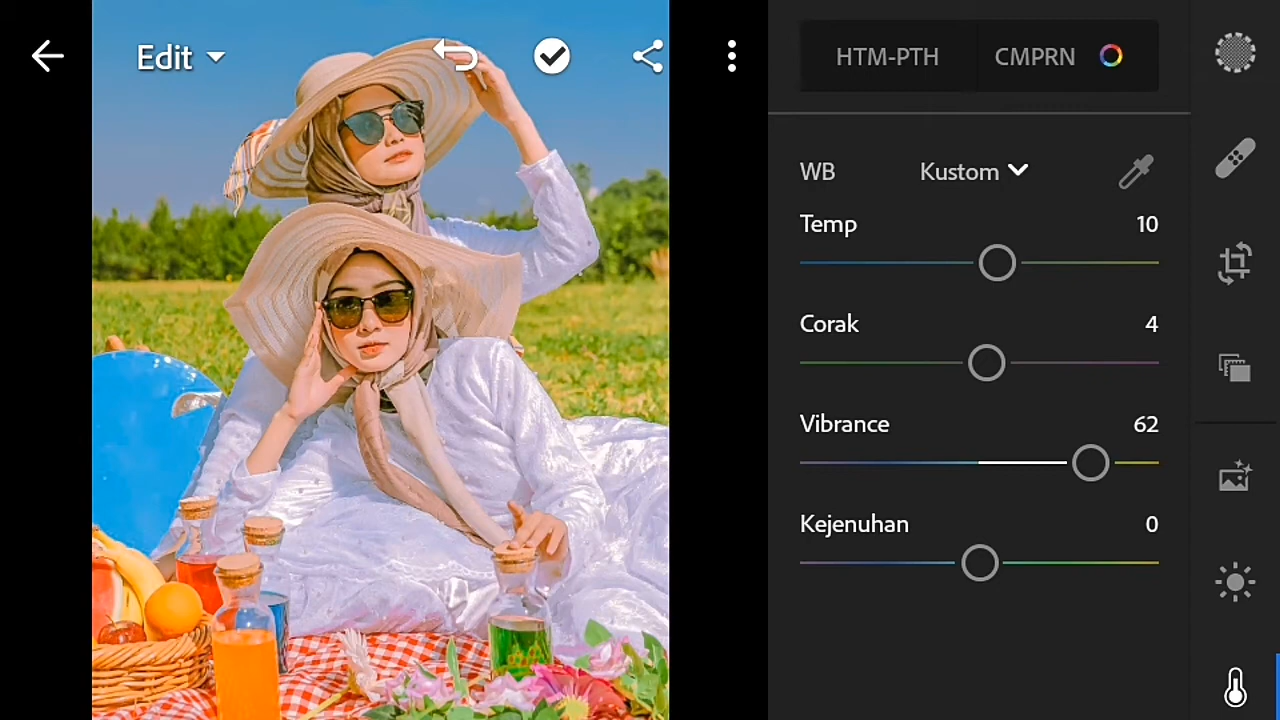 Edit
HTM-PTH
CMPRN
WB
Kustom
Temp 10
Corak 4
Vibrance 62
Kejenuhan 0